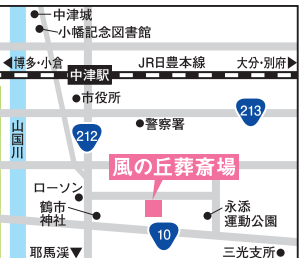 中津城
小幡記念図書館
◀博多・小倉
JR日豊本線
大分・別府▶
中津駅
市役所
213
警察署
212
山国川
風の丘葬斎場
ローソン
鶴市
神社
永添
運動公園
10
耶馬渓▼
三光支所